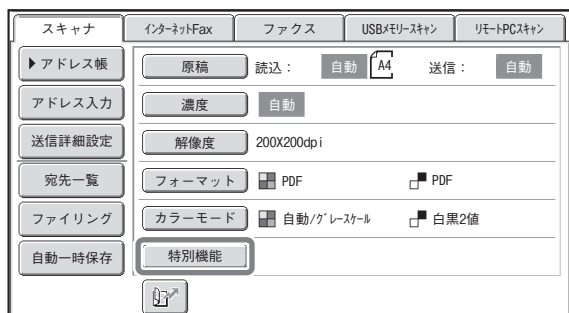 スキャナ インターネットFax ファクス USBメモリースキャン リモートPCスキャン
アドレス帳 原稿 読込： 自動 A4 送信： 自動
アドレス入力 濃度 自動
送信詳細設定 解像度 200X200dpi
宛先一覧 フォーマット PDF PDF
ファイリング カラーモード 自動/グレースケール 白黒2値
自動一時保存 特別機能